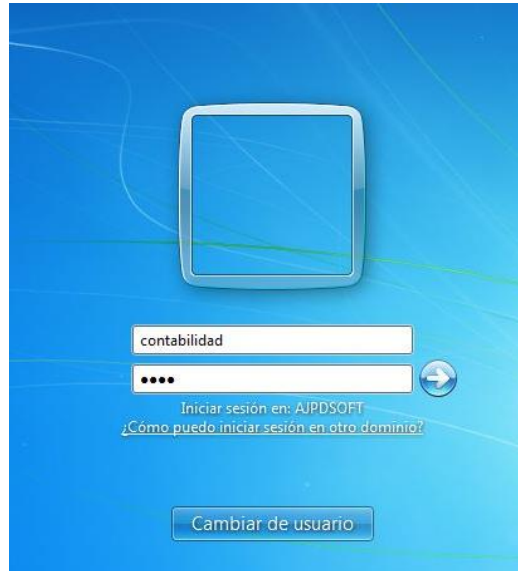 contabilidad
••••
Iniciar sesión en: AJPDSOFT
¿Cómo puedo iniciar sesión en otro dominio?
Cambiar de usuario